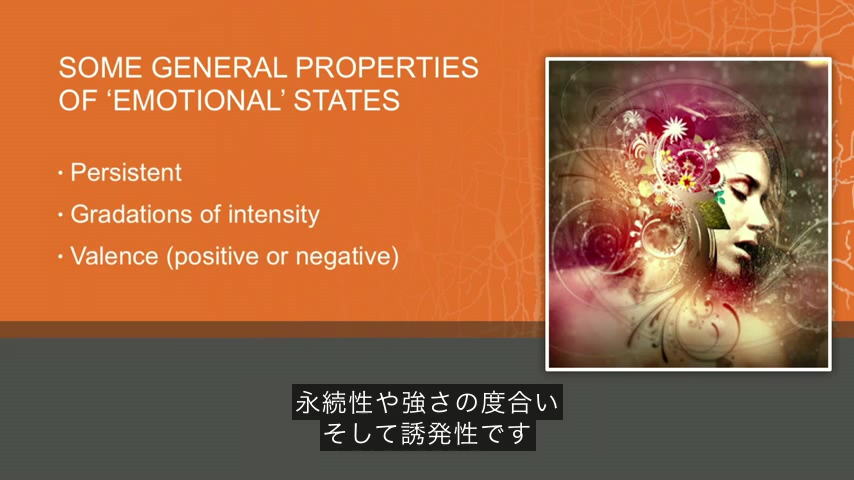 SOME GENERAL PROPERTIES
OF ‘EMOTIONAL’ STATES
• Persistent
• Gradations of intensity
• Valence (positive or negative)
永続性や強さの度合い
そして誘発性です